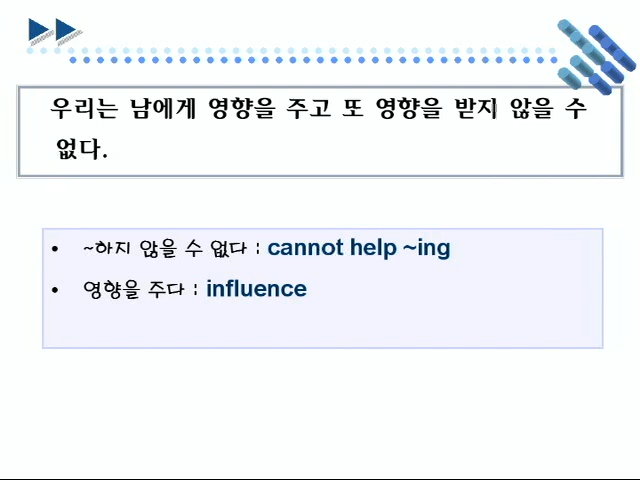 우리는 남에게 영향을 주고 또 영향을 받지 않을 수
없다.
• ~하지 않을 수 없다 : cannot help ~ing
• 영향을 주다 : influence